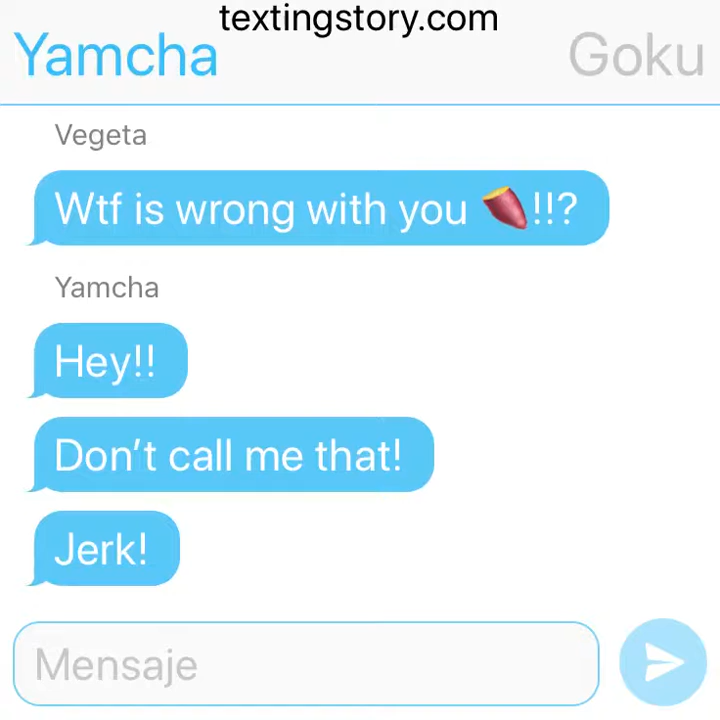 textingstory.com
Yamcha Goku
Vegeta
Wtf is wrong with you 🍠!!?
Yamcha
Hey!!
Don't call me that!
Jerk!
Mensaje